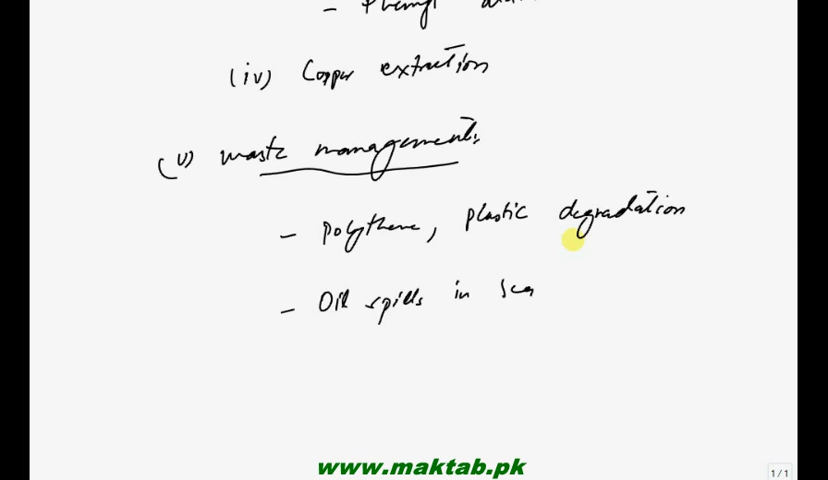 -
(iv) Copper extraction
(v) waste management
- polythene, plastic degradation
- Oil spills in sea
www.maktab.pk
1 / 1